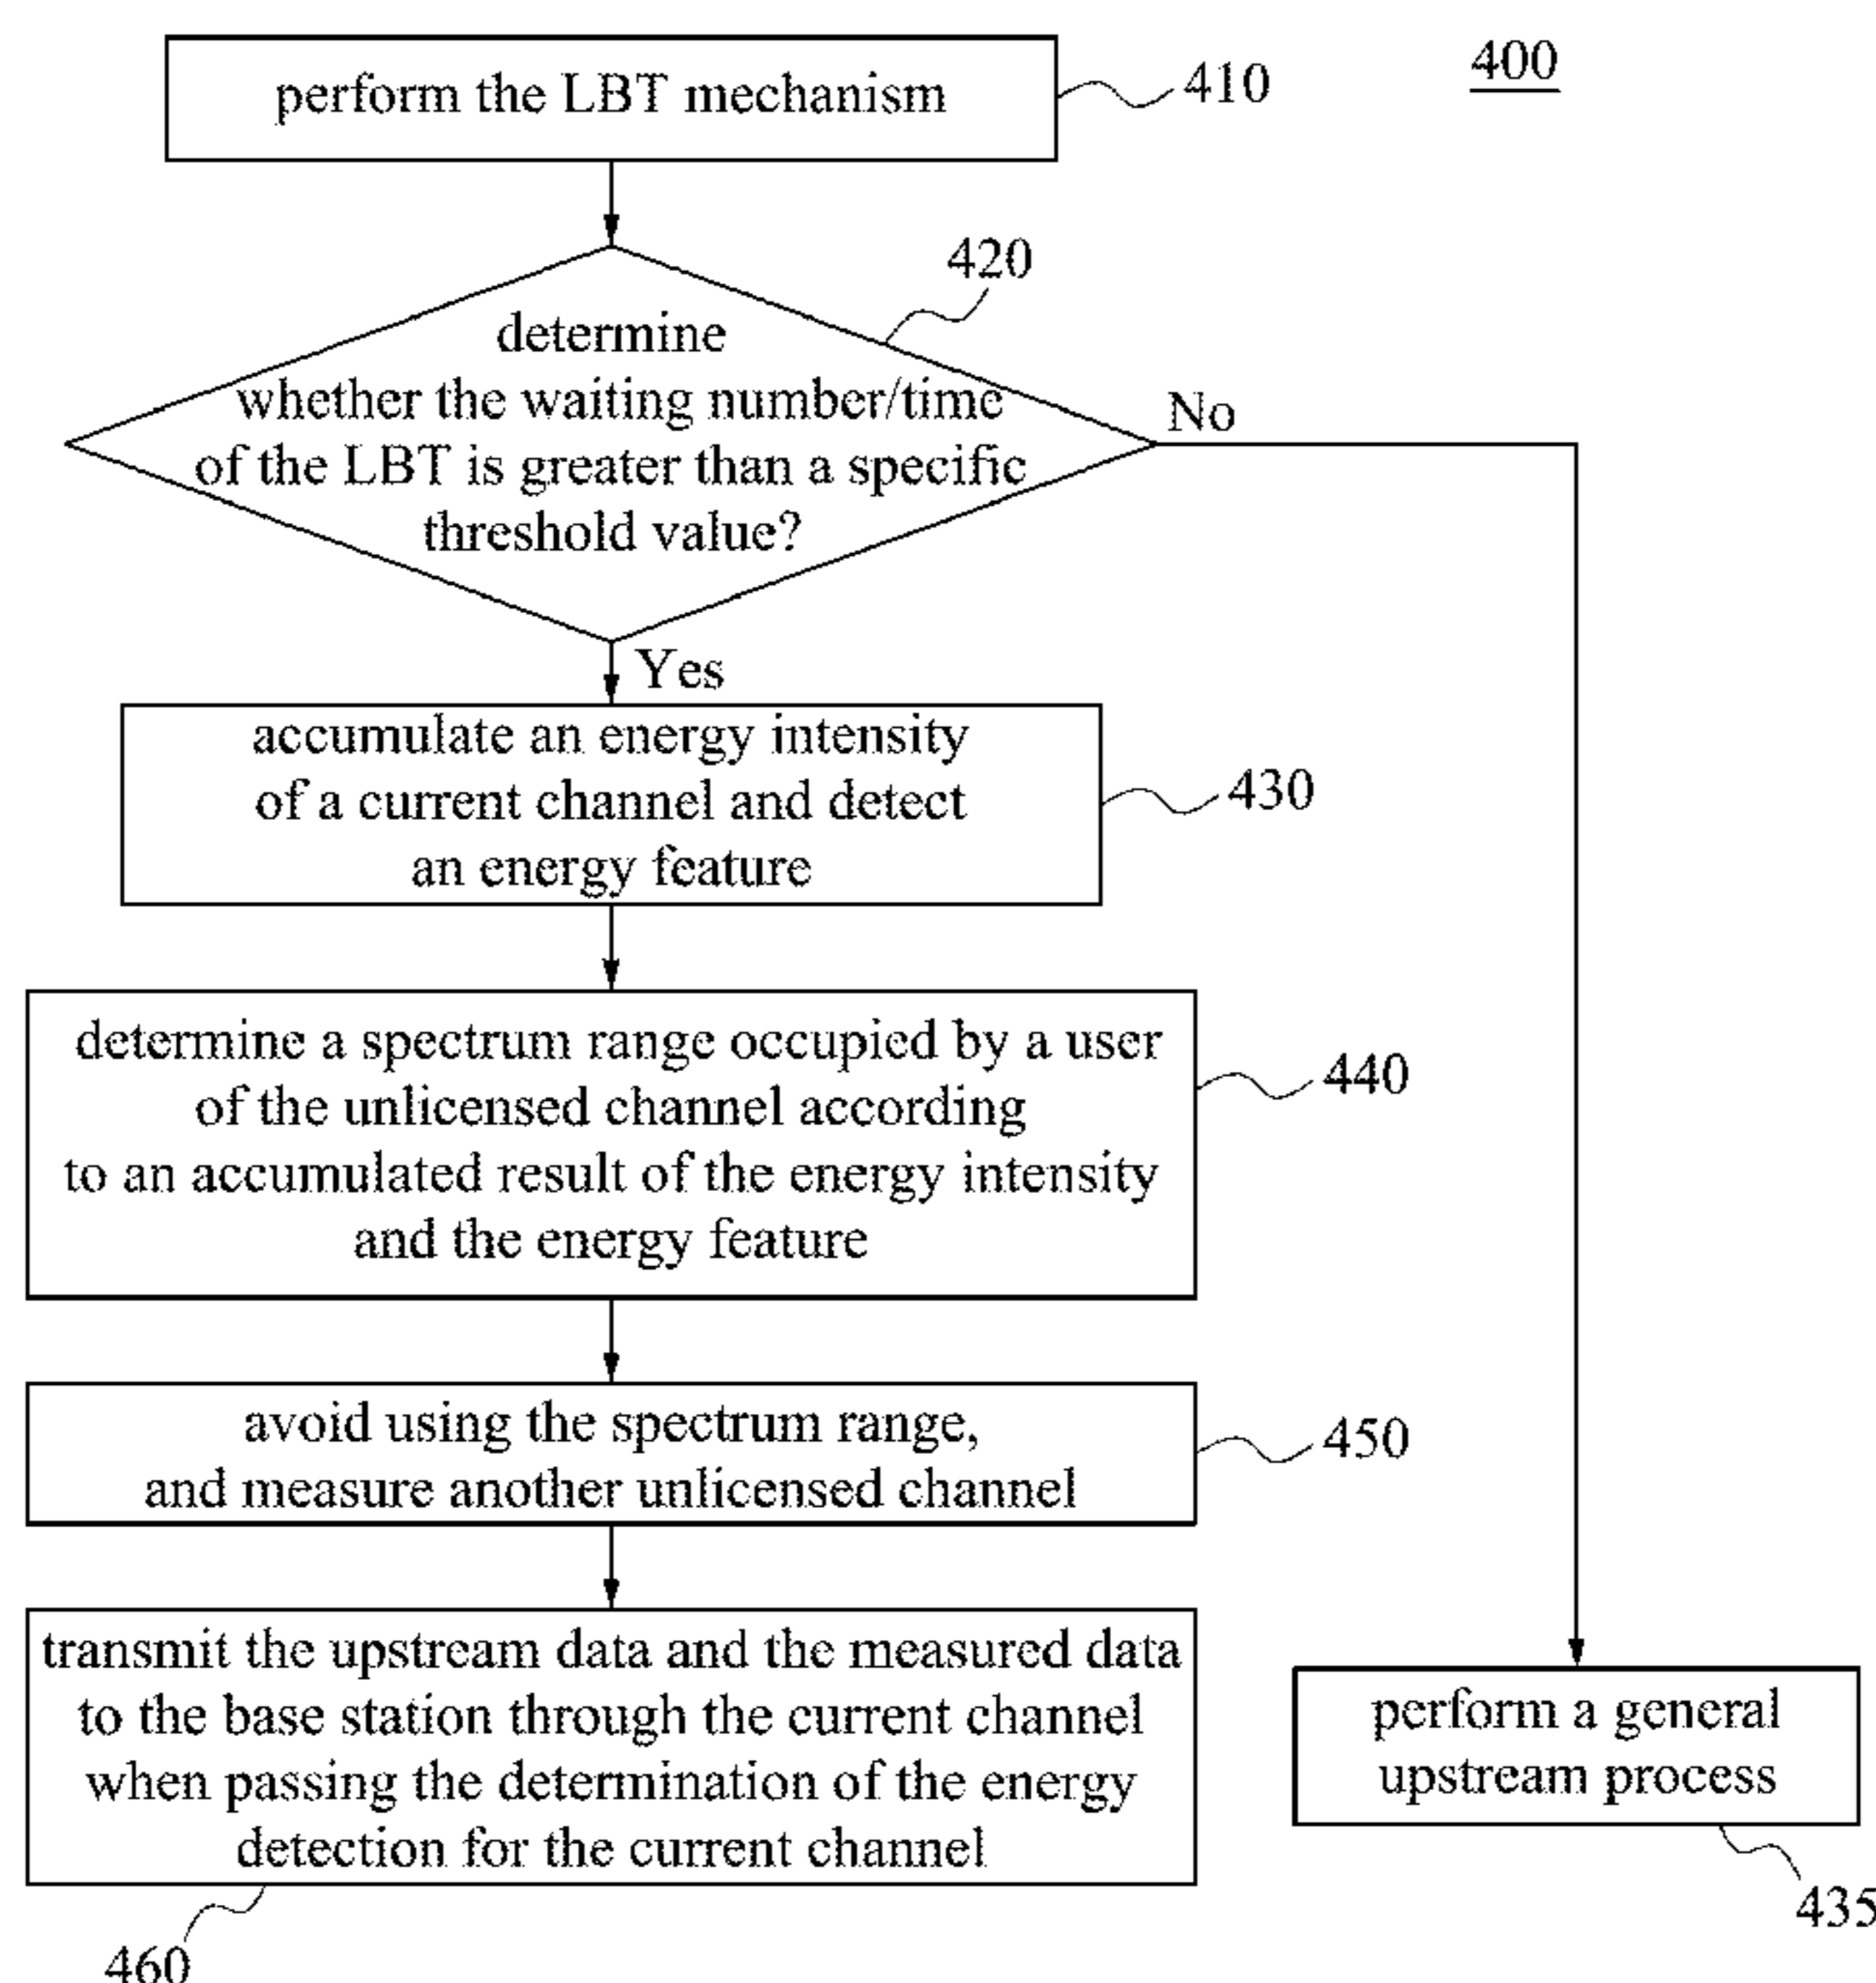 400
perform the LBT mechanism
410
420
determine
whether the waiting number/time
of the LBT is greater than a specific
threshold value?
No
Yes
accumulate an energy intensity
of a current channel and detect
an energy feature
430
determine a spectrum range occupied by a user
of the unlicensed channel according
to an accumulated result of the energy intensity
and the energy feature
440
avoid using the spectrum range,
and measure another unlicensed channel
450
transmit the upstream data and the measured data
to the base station through the current channel
when passing the determination of the energy
detection for the current channel
460
perform a general
upstream process
435